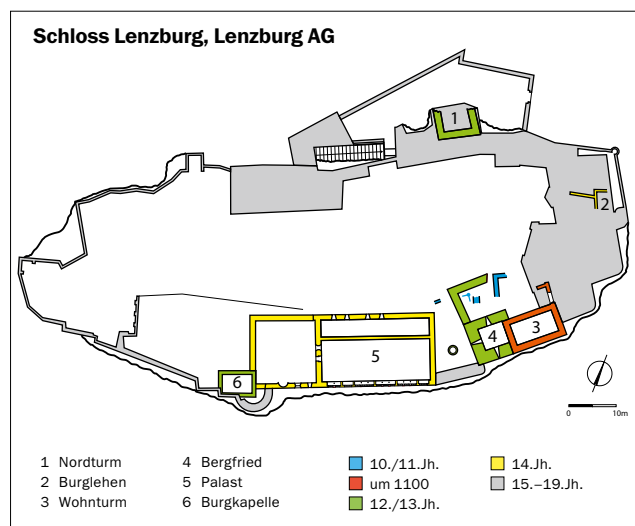 Schloss Lenzburg, Lenzburg AG
1
2
3
4
5
6
0 10m
1 Nordturm
2 Burglehen
3 Wohnturm
4 Bergfried
5 Palast
6 Burgkapelle
10./11.Jh.
um 1100
12./13.Jh.
14.Jh.
15.–19.Jh.